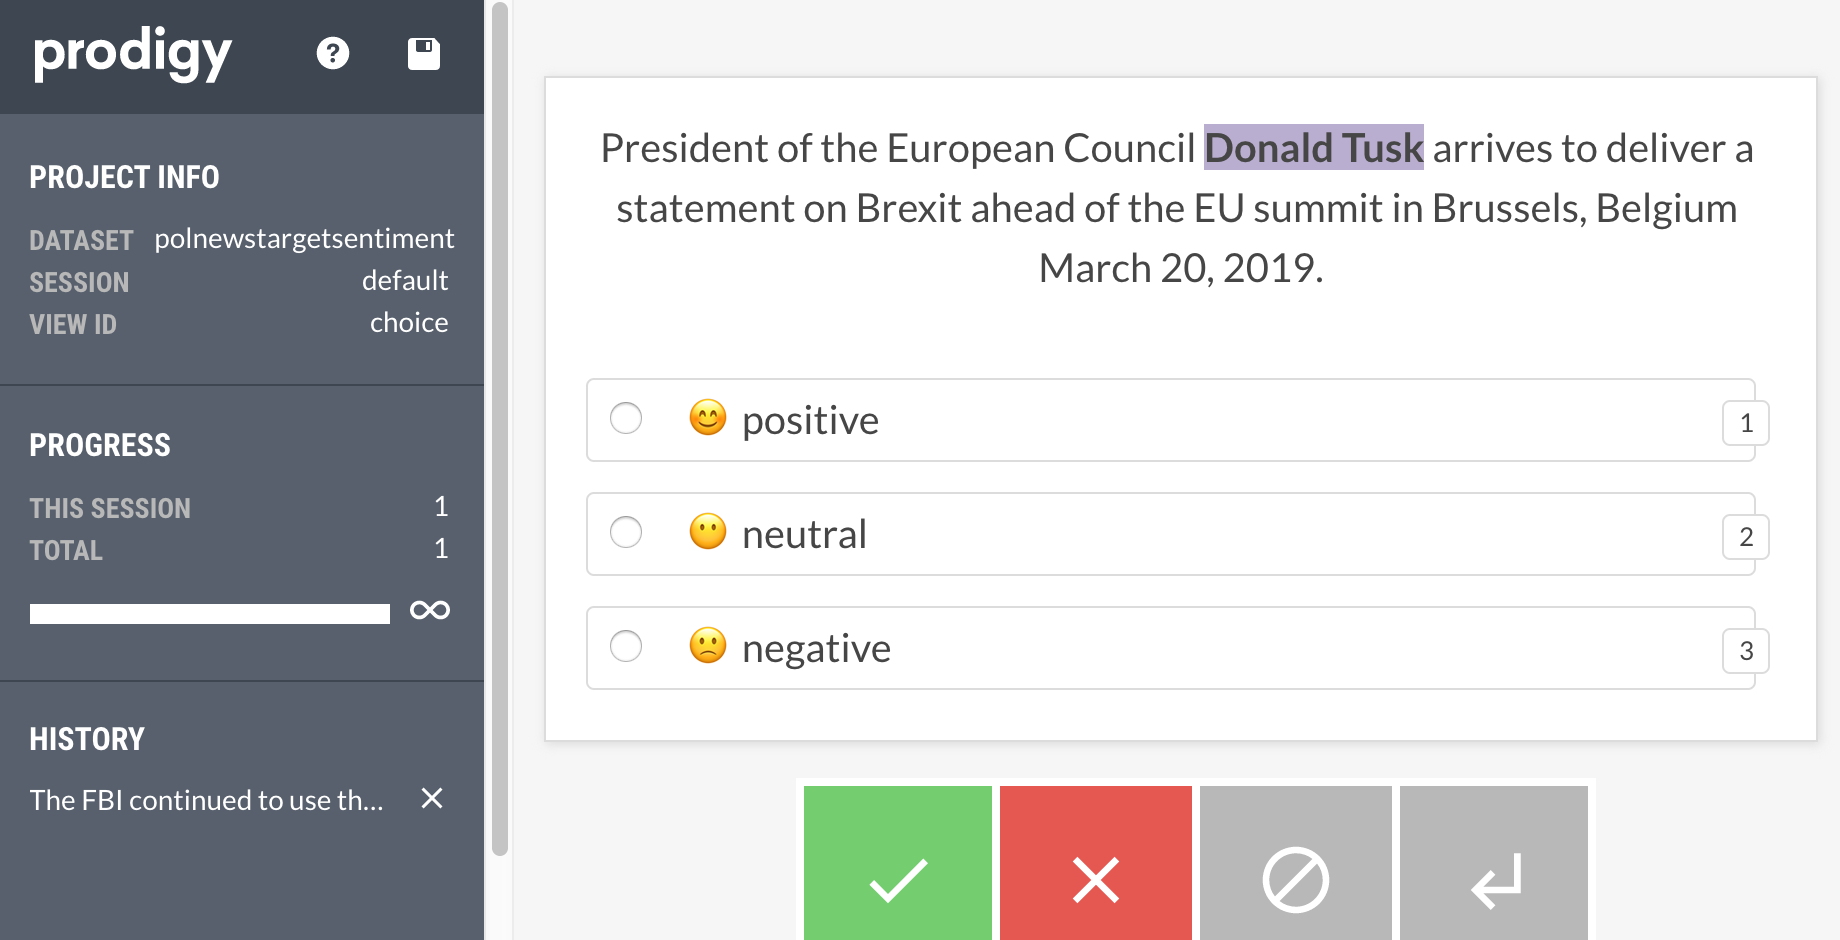 prodigy
?
PROJECT INFO
DATASET polnewstargetsentiment
SESSION default
VIEW ID choice
PROGRESS
THIS SESSION 1
TOTAL 1
∞
HISTORY
The FBI continued to use th...
President of the European Council Donald Tusk arrives to deliver a
statement on Brexit ahead of the EU summit in Brussels, Belgium
March 20, 2019.
😊 positive 1
😶 neutral 2
🙁 negative 3